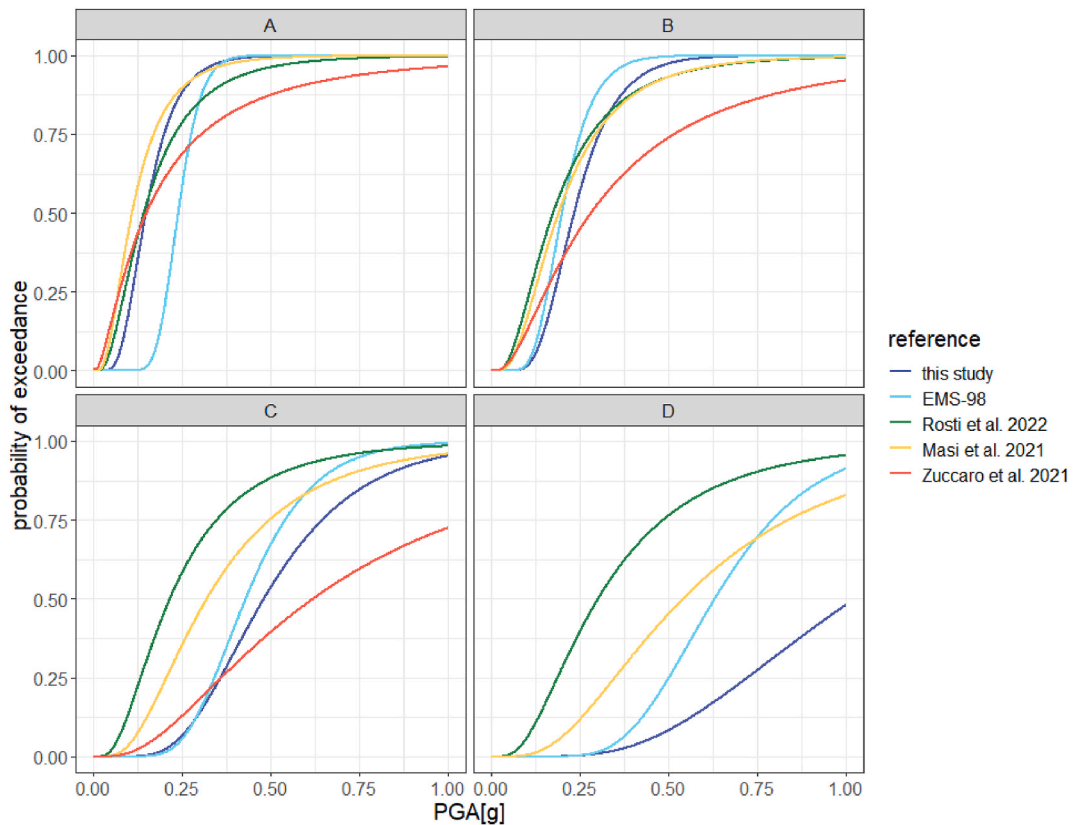 A
B
1.00
0.75
0.50
0.25
0.00
C
D
1.00
0.75
0.50
0.25
0.00
probability of exceedance
0.00
0.25
0.50
0.75
1.00
0.00
0.25
0.50
0.75
1.00
PGA[g]
reference
this study
EMS-98
Rosti et al. 2022
Masi et al. 2021
Zuccaro et al. 2021